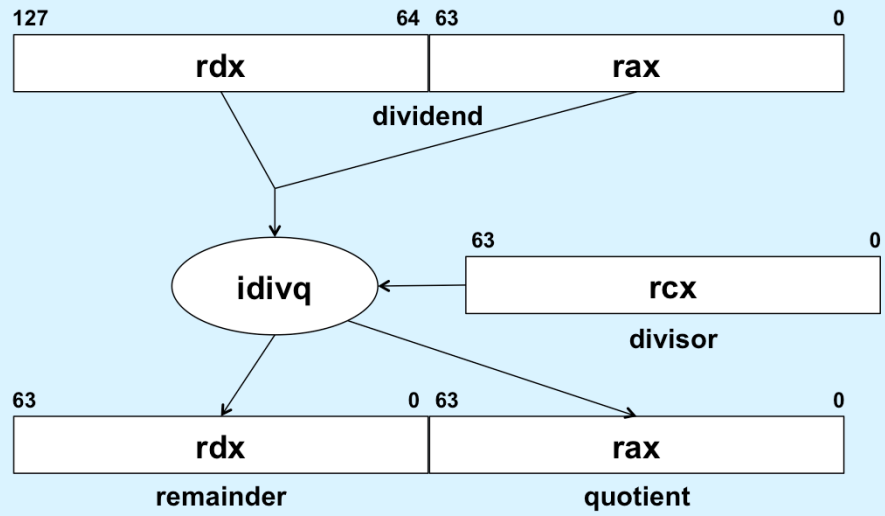 127 64 63 0
rdx rax
dividend
63 0
idivq rcx
divisor
63 0 63 0
rdx rax
remainder quotient